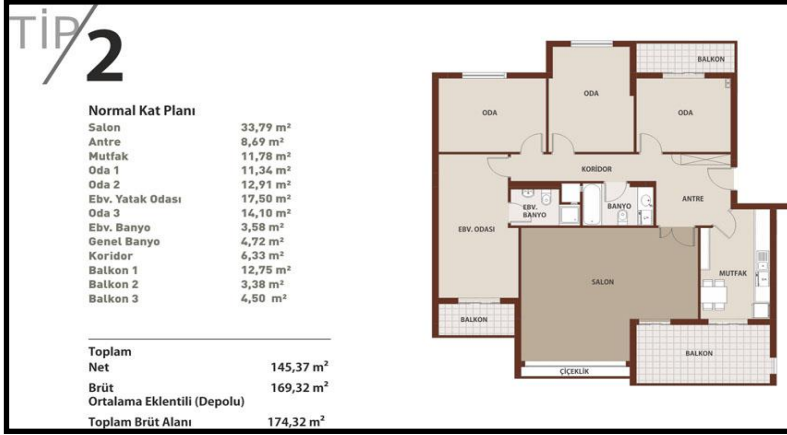 TİP/2
Normal Kat Planı
Salon 33,79 m²
Antre 8,69 m²
Mutfak 11,78 m²
Oda 1 11,34 m²
Oda 2 12,91 m²
Ebv. Yatak Odası 17,50 m²
Oda 3 14,10 m²
Ebv. Banyo 3,58 m²
Genel Banyo 4,72 m²
Koridor 6,33 m²
Balkon 1 12,75 m²
Balkon 2 3,38 m²
Balkon 3 4,50 m²
Toplam
Net 145,37 m²
Brüt 169,32 m²
Ortalama Eklentili (Depolu)
Toplam Brüt Alanı 174,32 m²
BALKON
ODA
ODA
ODA
KORİDOR
ANTRE
EBV.
BANYO
BANYO
EBV. ODASI
MUTFAK
SALON
BALKON
BALKON
ÇİÇEKLİK